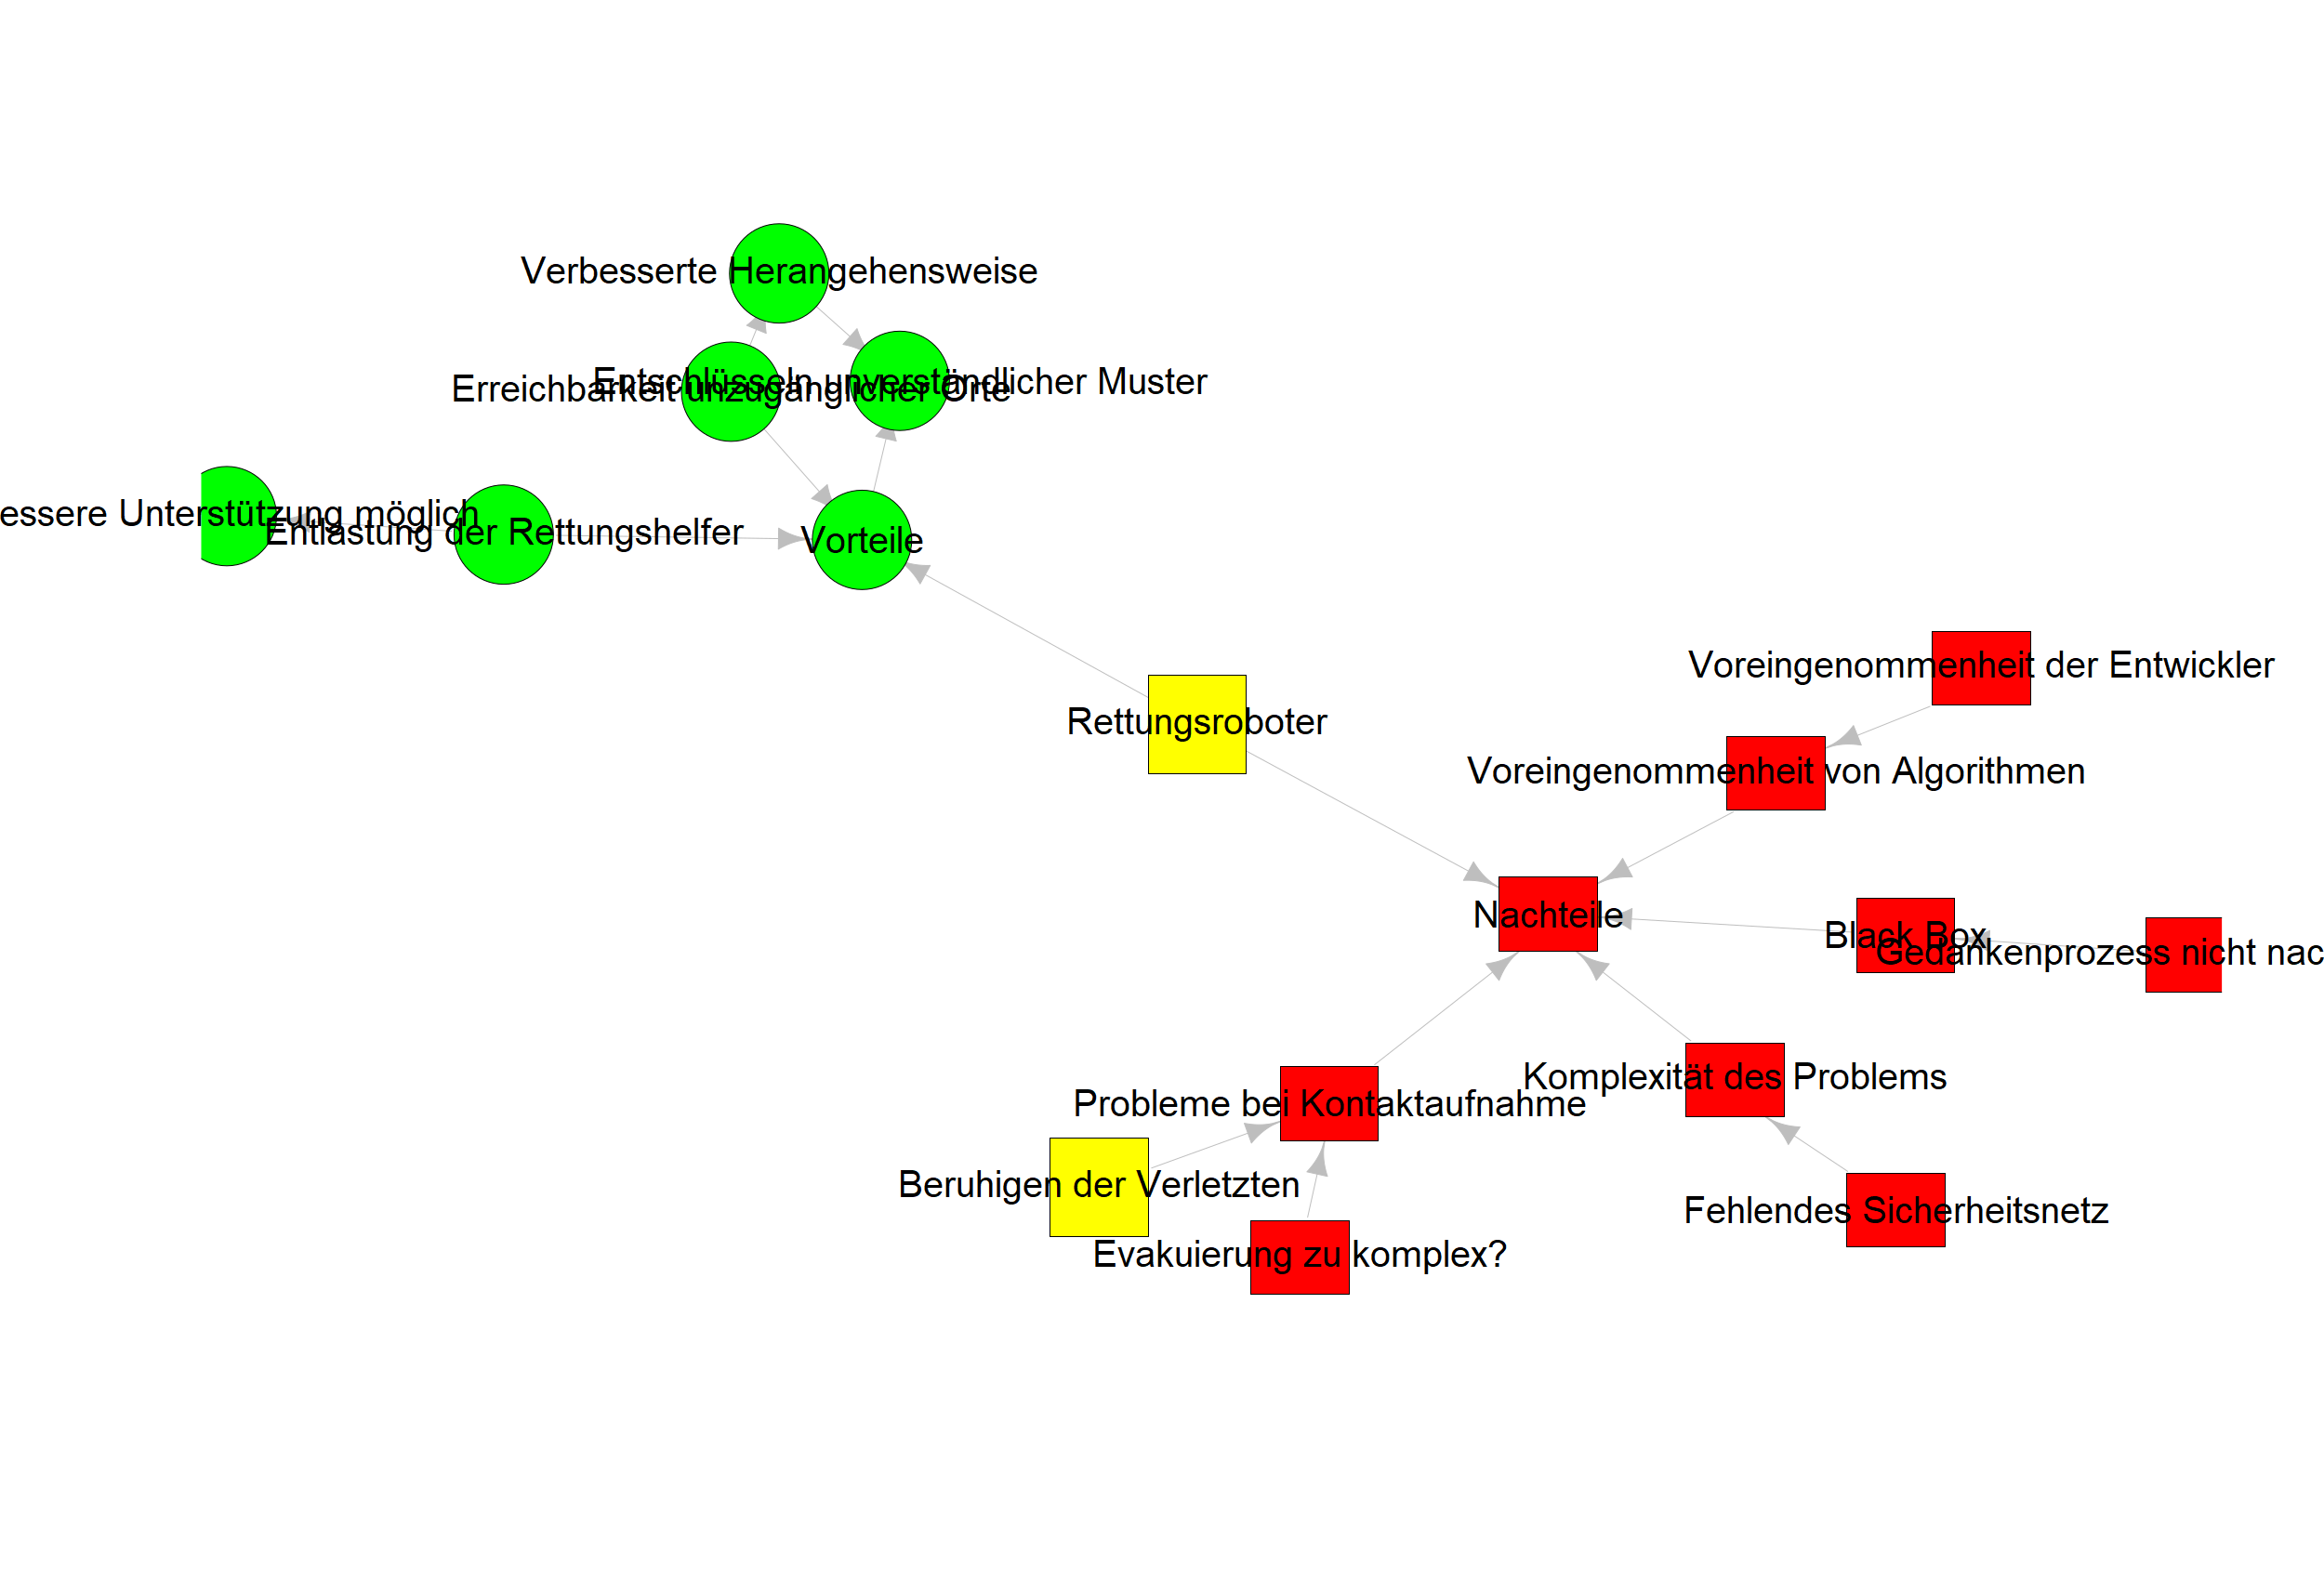 Verbesserte Herangehensweise
Entschlüsseln unverständlicher Muster
Erreichbarkeit unzugänglicher Orte
essere Unterstützung möglich
Entlastung der Rettungshelfer
Vorteile
Rettungsroboter
Voreingenommenheit der Entwickler
Voreingenommenheit von Algorithmen
Nachteile
Black Box
Gedankenprozess nicht nac
Komplexität des Problems
Probleme bei Kontaktaufnahme
Beruhigen der Verletzten
Fehlendes Sicherheitsnetz
Evakuierung zu komplex?